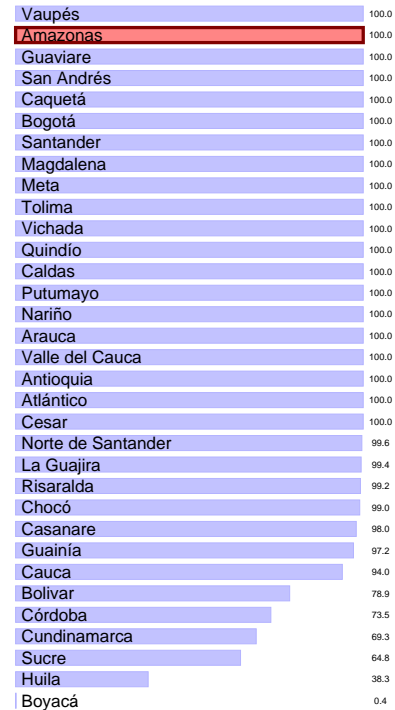 Vaupés 100.0
Amazonas 100.0
Guaviare 100.0
San Andrés 100.0
Caquetá 100.0
Bogotá 100.0
Santander 100.0
Magdalena 100.0
Meta 100.0
Tolima 100.0
Vichada 100.0
Quindío 100.0
Caldas 100.0
Putumayo 100.0
Nariño 100.0
Arauca 100.0
Valle del Cauca 100.0
Antioquia 100.0
Atlántico 100.0
Cesar 100.0
Norte de Santander 99.6
La Guajira 99.4
Risaralda 99.2
Chocó 99.0
Casanare 98.0
Guainía 97.2
Cauca 94.0
Bolivar 78.9
Córdoba 73.5
Cundinamarca 69.3
Sucre 64.8
Huila 38.3
Boyacá 0.4